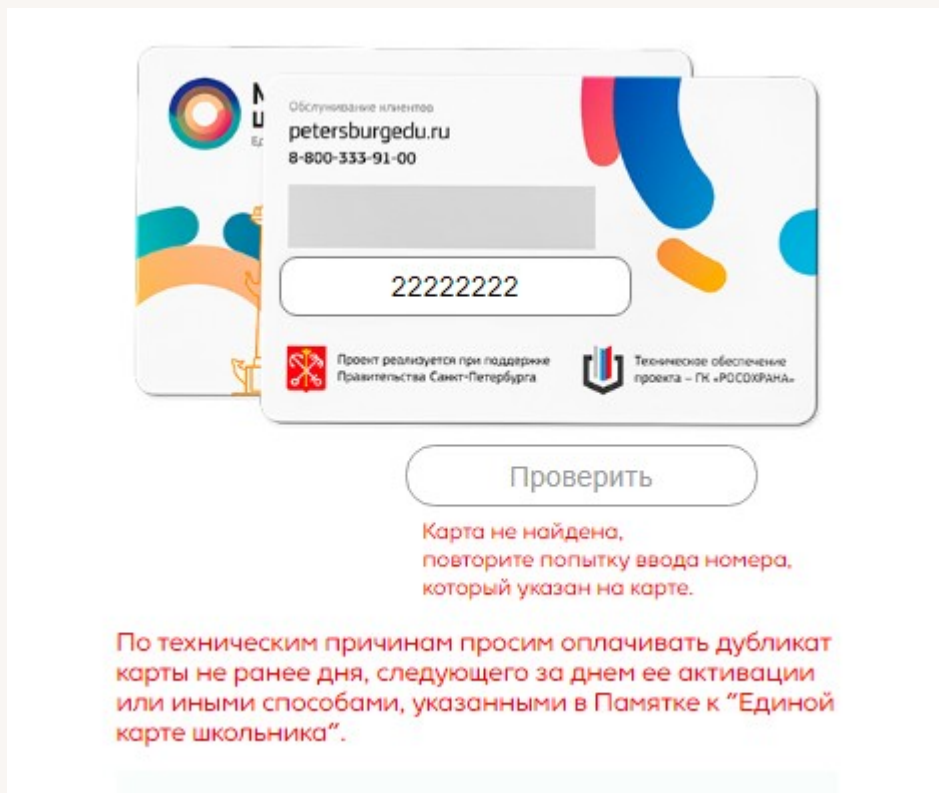 Обслуживание клиентов
petersburgedu.ru
8-800-333-91-00
22222222
Проект реализуется при поддержке
Правительства Санкт-Петербурга
Техническое обеспечение
проекта – ГК «РОСОХРАНА»
Проверить
Карта не найдена,
повторите попытку ввода номера,
который указан на карте.
По техническим причинам просим оплачивать дубликат
карты не ранее дня, следующего за днем ее активации
или иными способами, указанными в Памятке к “Единой
карте школьника”.